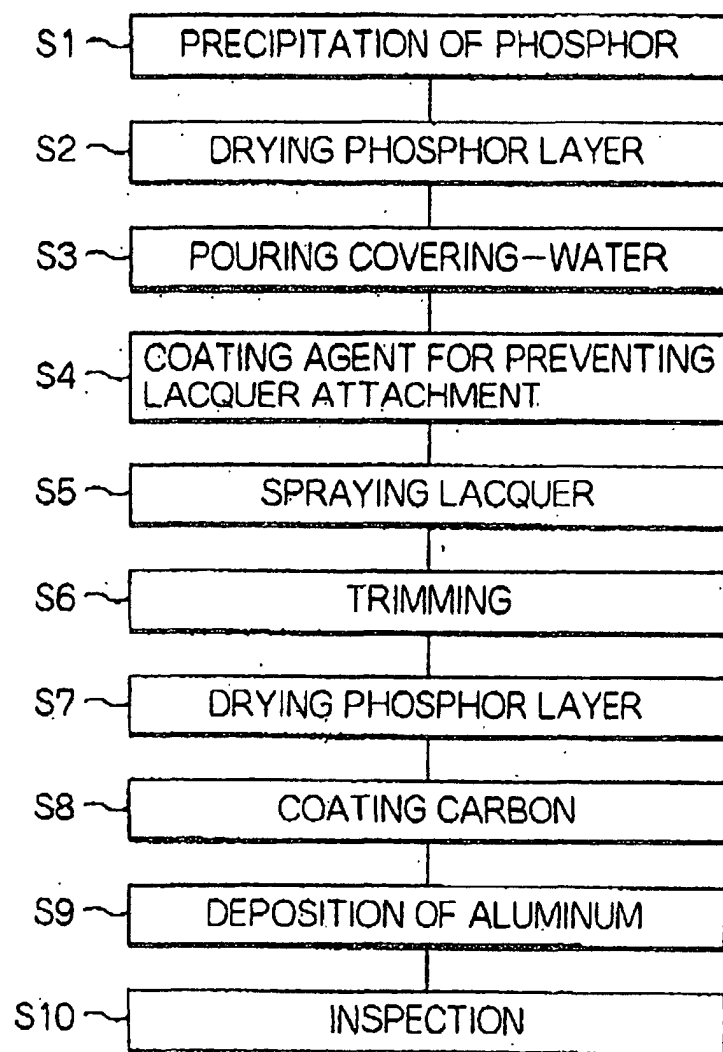 S1 PRECIPITATION OF PHOSPHOR
S2 DRYING PHOSPHOR LAYER
S3 POURING COVERING-WATER
S4 COATING AGENT FOR PREVENTING
LACQUER ATTACHMENT
S5 SPRAYING LACQUER
S6 TRIMMING
S7 DRYING PHOSPHOR LAYER
S8 COATING CARBON
S9 DEPOSITION OF ALUMINUM
S10 INSPECTION